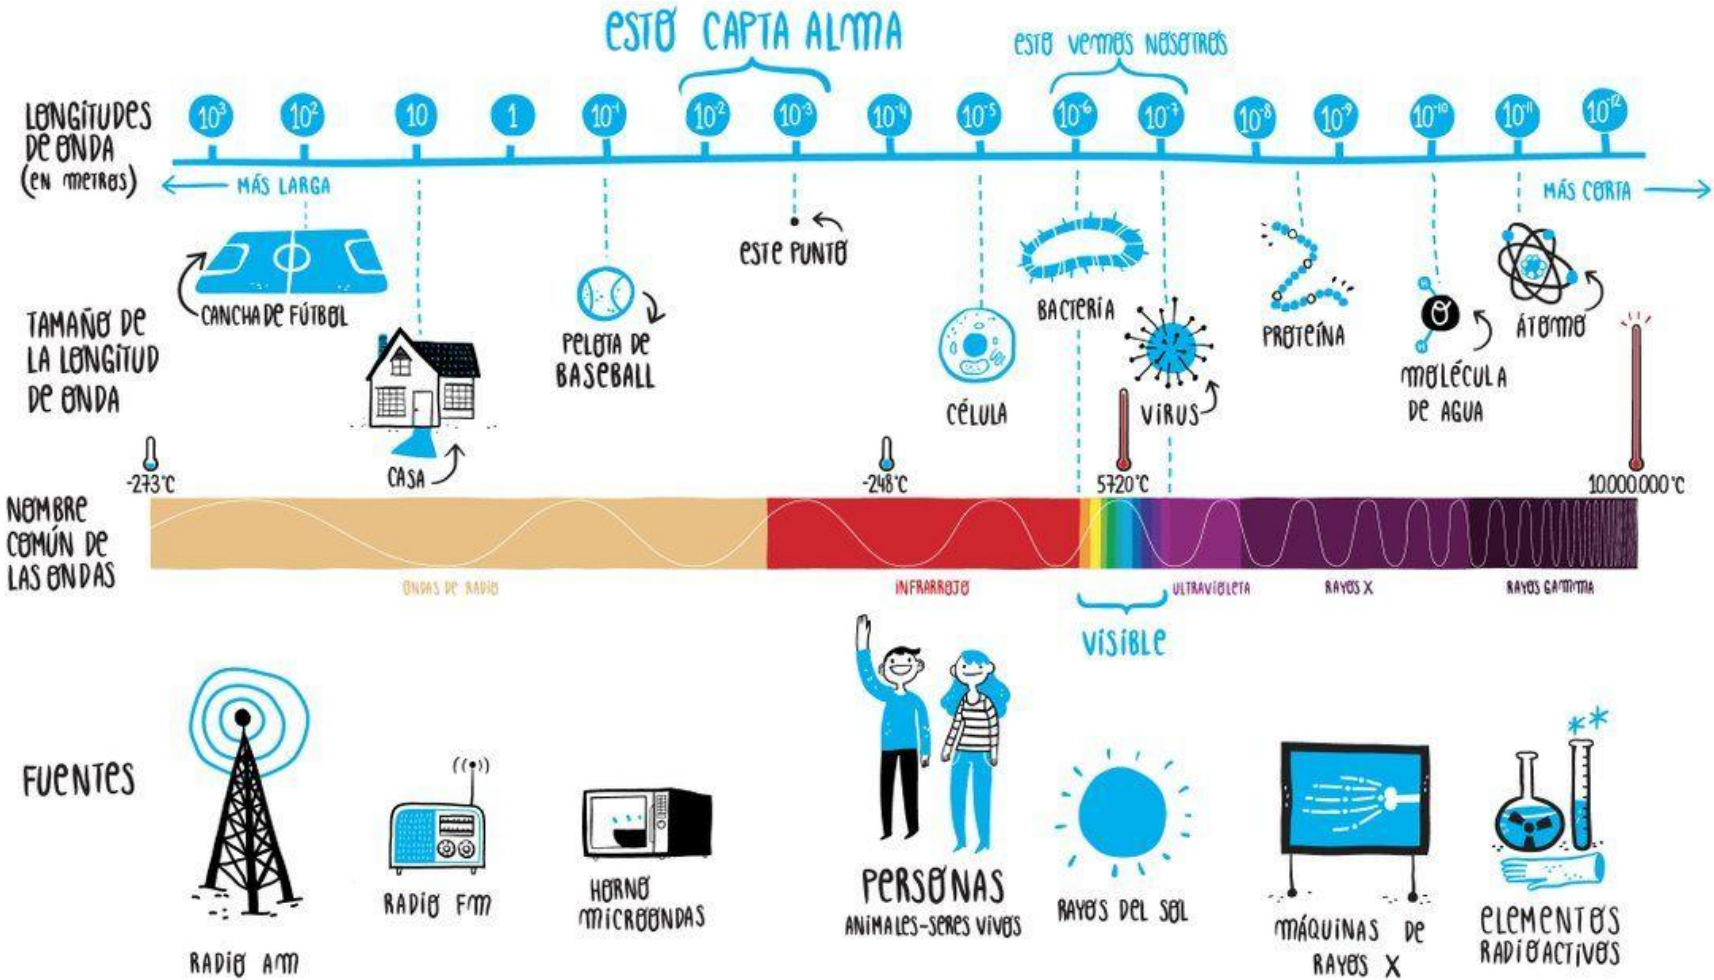 ESTO CAPTA ALMA
ESTO VEMOS NOSOTROS
LONGITUDES
DE ONDA
(EN METROS)
10³ 10² 10 1 10⁻¹ 10⁻² 10⁻³ 10⁻⁴ 10⁻⁵ 10⁻⁶ 10⁻⁷ 10⁻⁸ 10⁻⁹ 10⁻¹⁰ 10⁻¹¹ 10⁻¹²
MÁS LARGA
MÁS CORTA
TAMAÑO DE
LA LONGITUD
DE ONDA
CANCHA DE FÚTBOL
CASA
PELOTA DE
BASEBALL
ESTE PUNTO
CÉLULA
BACTERIA
VIRUS
PROTEÍNA
H
O
H
MOLÉCULA
DE AGUA
ÁTOMO
-273°C
-248°C
5720°C
10000.000°C
NOMBRE
COMÚN DE
LAS ONDAS
ONDAS DE RADIO
INFRARROJO
VISIBLE
ULTRAVIOLETA
RAYOS X
RAYOS GAMMA
FUENTES
RADIO AM
RADIO FM
HORNO
MICROONDAS
PERSONAS
ANIMALES-SERES VIVOS
RAYOS DEL SOL
MÁQUINAS DE
RAYOS X
ELEMENTOS
RADIOACTIVOS